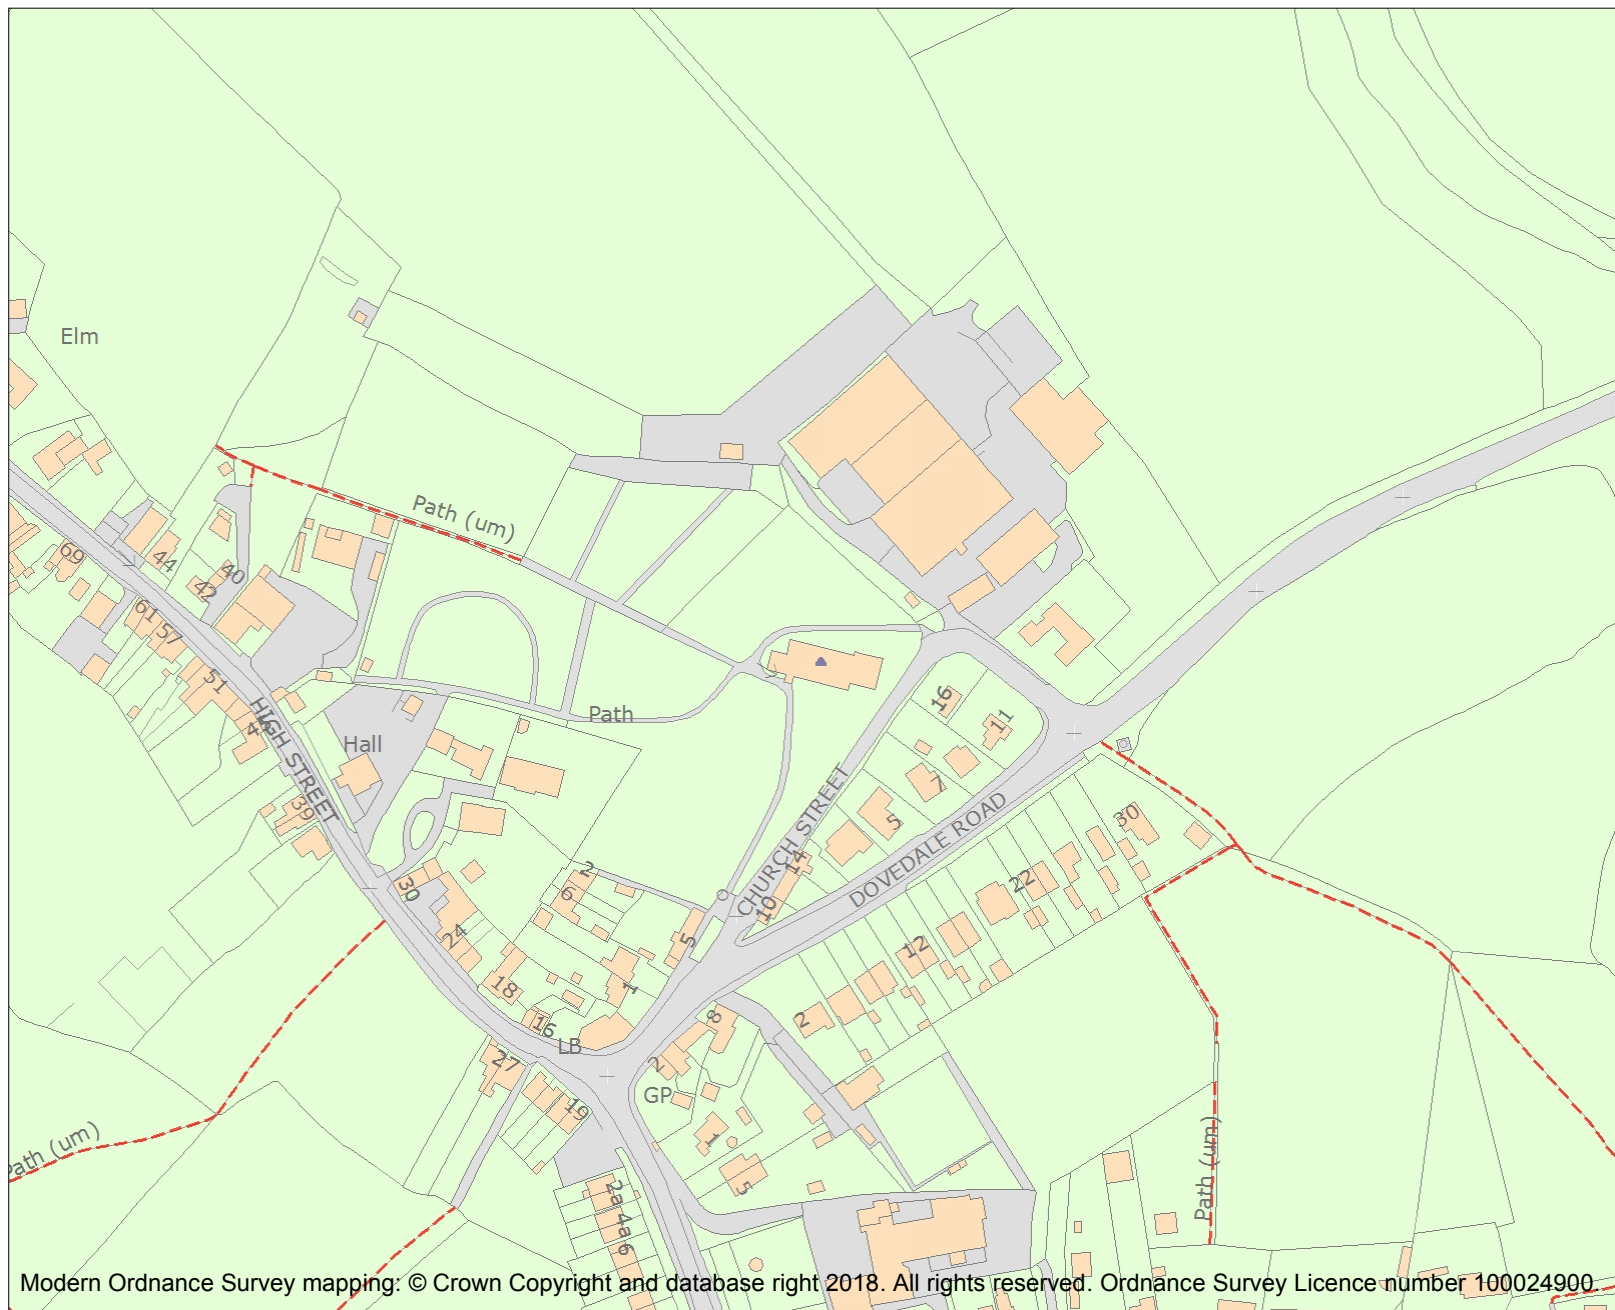 Elm
Path (um)
69
44
40
42
61
57
51
HIGH STREET
Hall
39
Path
16
11
7
5
CHURCH STREET
14
10
DOVEDALE ROAD
30
22
12
2
6
5
1
30
24
18
16
LB
27
19
8
2
2
GP
1
5
Path (um)
Path (um)
2a
4a
6
Modern Ordnance Survey mapping: © Crown Copyright and database right 2018. All rights reserved. Ordnance Survey Licence number 100024900.